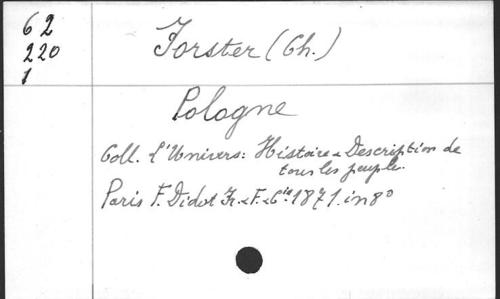 62
220
1
Forster (Ch.)
Pologne
Coll. l'Univers: Histoire & Description de
tous les peuple.
Paris F. Didot Fr. & F. & Cie. 1871. in 8°